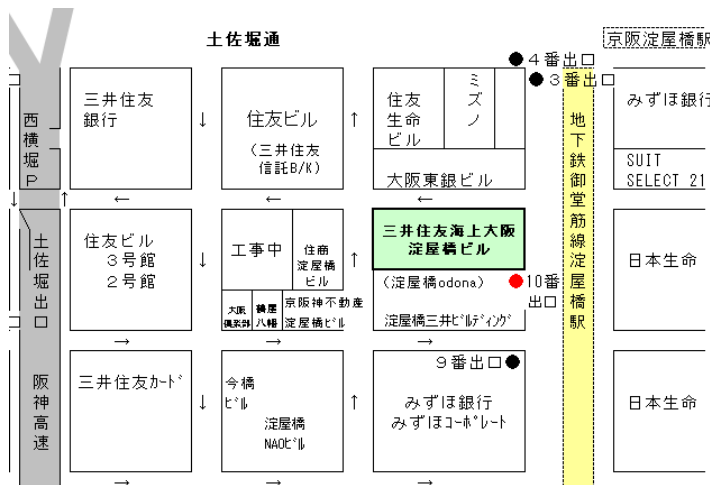 土佐堀通
京阪淀屋橋駅
●4番出口
●3番出口
西横堀P
三井住友
銀行
↓
住友ビル
(三井住友
信託B/K)
↑
住友
生命
ビル
ミズノ
大阪東銀ビル
地下鉄御堂筋線淀屋橋駅
みずほ銀行
SUIT
SELECT 21
↓
↑
←
←
←
土佐堀出口
住友ビル
3号館
2号館
↓
工事中
住商
淀屋橋
ビル
↑
三井住友海上大阪
淀屋橋ビル
(淀屋橋odona)
●10番
出口
日本生命
大阪
倶楽部
鶴屋
八幡
京阪神不動産
淀屋橋ビル
淀屋橋三井ビルディング
→
→
→
阪神高速
三井住友カード
↓
今橋
ビル
淀屋橋
NAOビル
↑
9番出口●
みずほ銀行
みずほコーポレート
日本生命
→
→
→